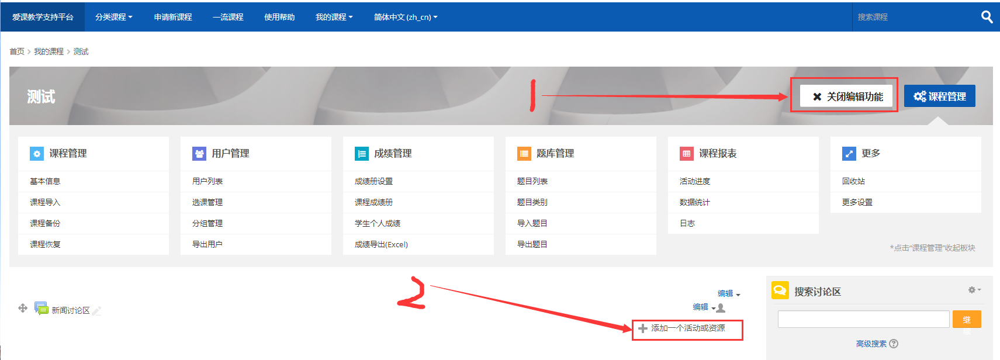 爱课教学支持平台 分类课程 申请新课程 一流课程 使用帮助 我的课程 简体中文 (zh_cn) 搜索课程
首页 > 我的课程 > 测试
测试
1
关闭编辑功能
课程管理
课程管理
基本信息
课程导入
课程备份
课程恢复
用户管理
用户列表
选课管理
分组管理
导出用户
成绩管理
成绩册设置
课程成绩册
学生个人成绩
成绩导出(Excel)
题库管理
题目列表
题目类别
导入题目
导出题目
课程报表
活动进度
数据统计
日志
更多
回收站
更多设置
*点击“课程管理”收起板块
2
编辑
新闻讨论区
编辑
添加一个活动或资源
搜索讨论区
继
高级搜索